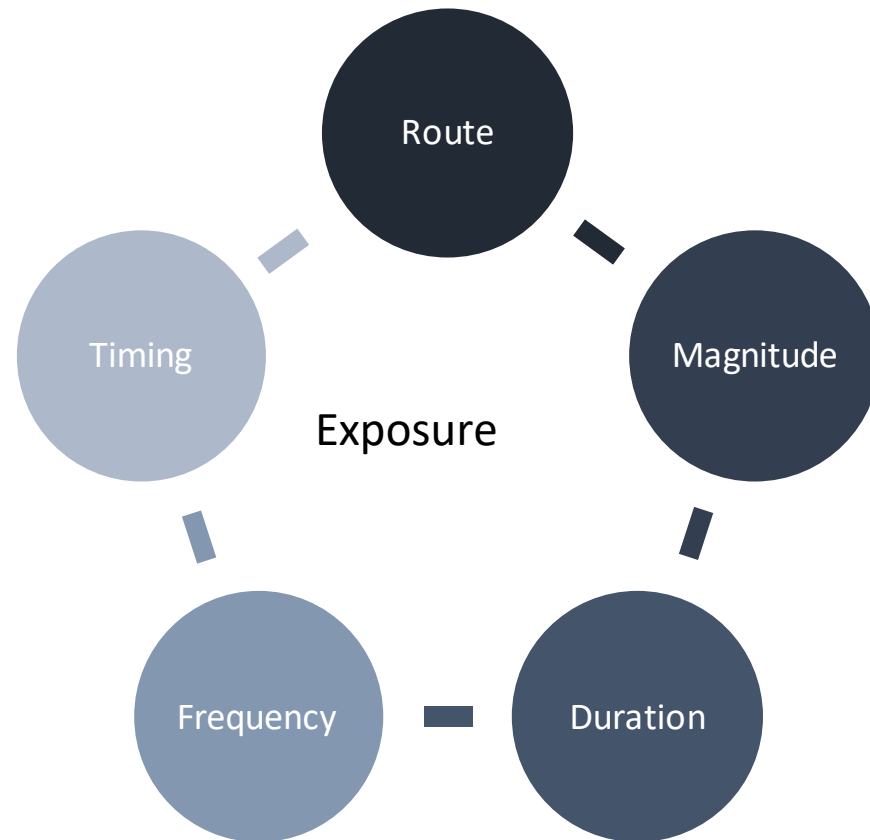 Route
Timing
Magnitude
Exposure
Frequency
Duration